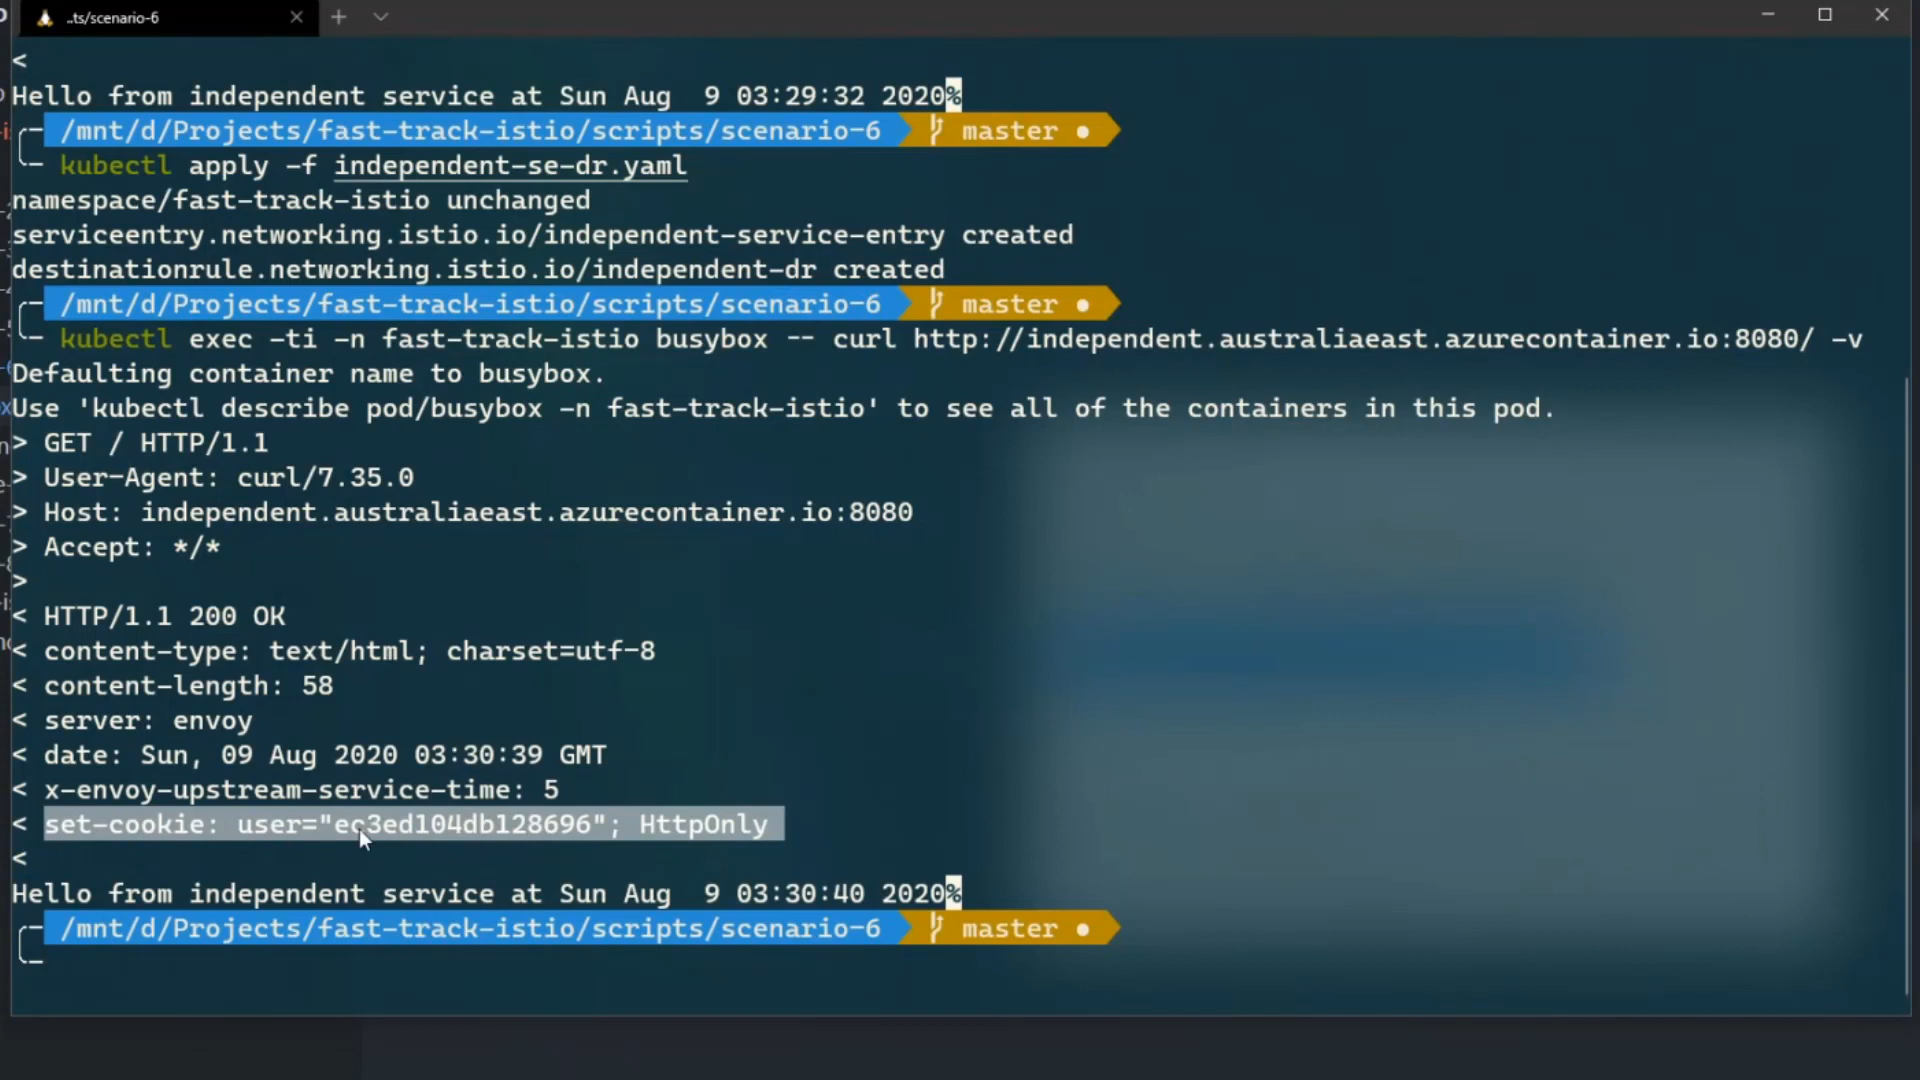 ..ts/scenario-6
<
Hello from independent service at Sun Aug  9 03:29:32 2020%
/mnt/d/Projects/fast-track-istio/scripts/scenario-6 master ●
kubectl apply -f independent-se-dr.yaml
namespace/fast-track-istio unchanged
serviceentry.networking.istio.io/independent-service-entry created
destinationrule.networking.istio.io/independent-dr created
/mnt/d/Projects/fast-track-istio/scripts/scenario-6 master ●
kubectl exec -ti -n fast-track-istio busybox -- curl http://independent.australiaeast.azurecontainer.io:8080/ -v
Defaulting container name to busybox.
Use 'kubectl describe pod/busybox -n fast-track-istio' to see all of the containers in this pod.
> GET / HTTP/1.1
> User-Agent: curl/7.35.0
> Host: independent.australiaeast.azurecontainer.io:8080
> Accept: */*
>
< HTTP/1.1 200 OK
< content-type: text/html; charset=utf-8
< content-length: 58
< server: envoy
< date: Sun, 09 Aug 2020 03:30:39 GMT
< x-envoy-upstream-service-time: 5
< set-cookie: user="ec3ed104db128696"; HttpOnly
<
Hello from independent service at Sun Aug  9 03:30:40 2020%
/mnt/d/Projects/fast-track-istio/scripts/scenario-6 master ●